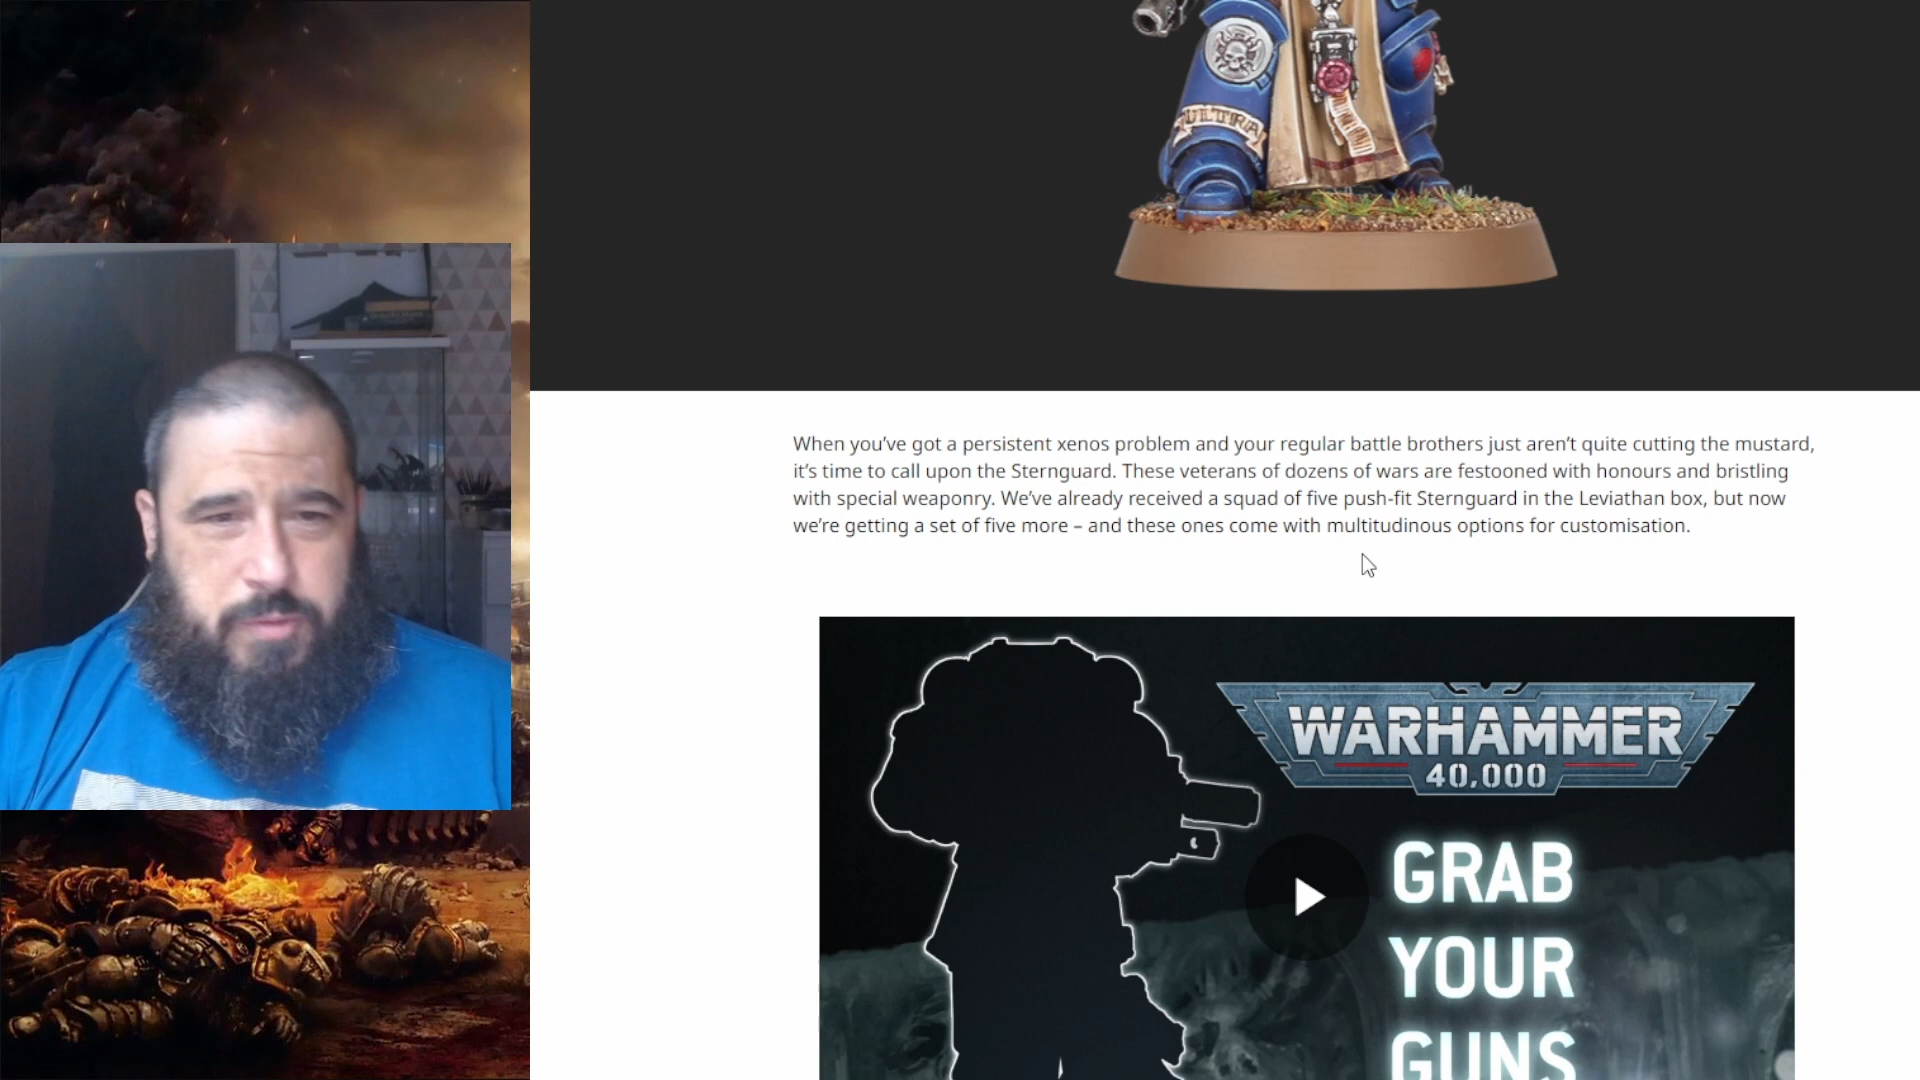 ULTRA
When you’ve got a persistent xenos problem and your regular battle brothers just aren’t quite cutting the mustard,
it’s time to call upon the Sternguard. These veterans of dozens of wars are festooned with honours and bristling
with special weaponry. We’ve already received a squad of five push-fit Sternguard in the Leviathan box, but now
we’re getting a set of five more – and these ones come with multitudinous options for customisation.
WARHAMMER
40,000
GRAB
YOUR
GUNS